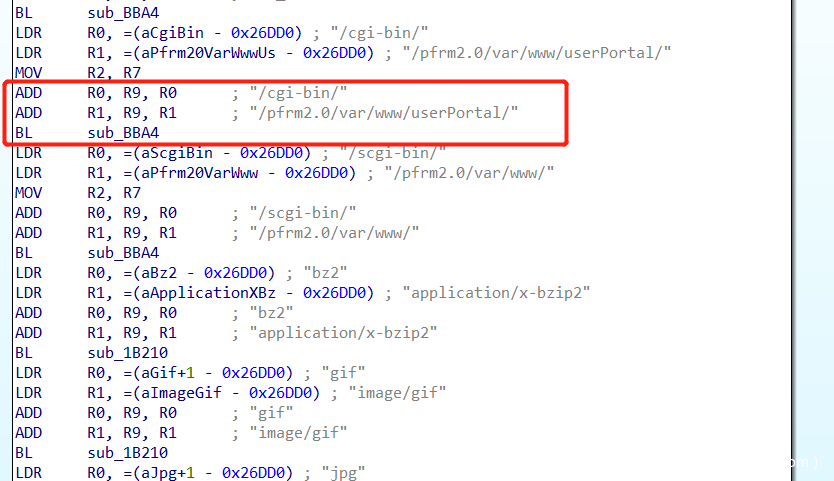 BL sub_BBA4
LDR R0, =(aCgiBin - 0x26DD0) ; "/cgi-bin/"
LDR R1, =(aPfrm20VarWwwUs - 0x26DD0) ; "/pfrm2.0/var/www/userPortal/"
MOV R2, R7
ADD R0, R9, R0 ; "/cgi-bin/"
ADD R1, R9, R1 ; "/pfrm2.0/var/www/userPortal/"
BL sub_BBA4
LDR R0, =(aScgiBin - 0x26DD0) ; "/scgi-bin/"
LDR R1, =(aPfrm20VarWww - 0x26DD0) ; "/pfrm2.0/var/www/"
MOV R2, R7
ADD R0, R9, R0 ; "/scgi-bin/"
ADD R1, R9, R1 ; "/pfrm2.0/var/www/"
BL sub_BBA4
LDR R0, =(aBz2 - 0x26DD0) ; "bz2"
LDR R1, =(aApplicationXBz - 0x26DD0) ; "application/x-bzip2"
ADD R0, R9, R0 ; "bz2"
ADD R1, R9, R1 ; "application/x-bzip2"
BL sub_1B210
LDR R0, =(aGif+1 - 0x26DD0) ; "gif"
LDR R1, =(aImageGif - 0x26DD0) ; "image/gif"
ADD R0, R9, R0 ; "gif"
ADD R1, R9, R1 ; "image/gif"
BL sub_1B210
LDR R0, =(aJpg+1 - 0x26DD0) ; "jpg"